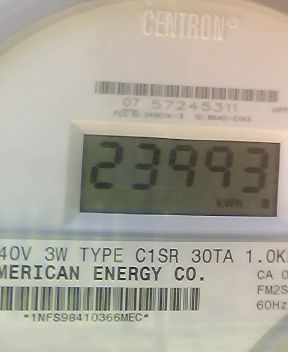 CENTRON®
07 57245311
23993
kWh
40V 3W TYPE C1SR 30TA 1.0K
MERICAN ENERGY CO.
CA 0
FM2S
60Hz
*1NFS98410366MEC*